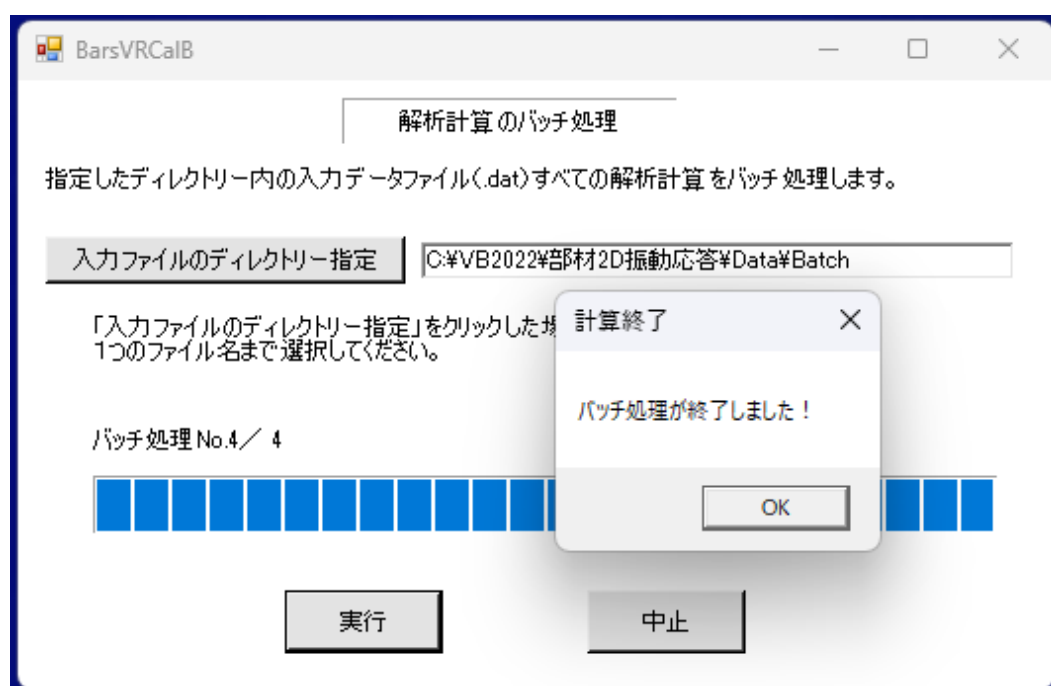 BarsVRCalB
解析計算のバッチ処理
指定したディレクトリー内の入力データファイル(.dat)すべての解析計算をバッチ処理します。
入力ファイルのディレクトリー指定
C:¥VB2022¥部材2D振動応答¥Data¥Batch
「入力ファイルのディレクトリー指定」をクリックした
1つのファイル名まで選択してください。
計算終了
バッチ処理が終了しました!
OK
バッチ処理 No.4/ 4
実行
中止